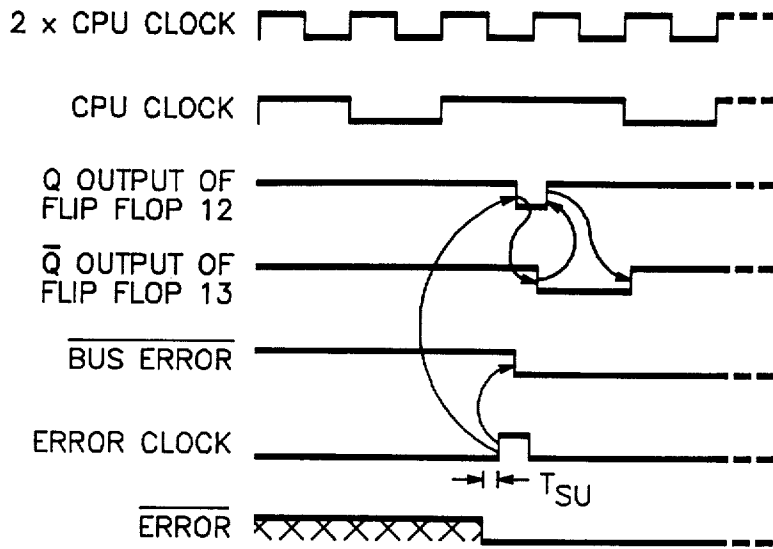 2 x CPU CLOCK
CPU CLOCK
Q OUTPUT OF
FLIP FLOP 12
Q̄ OUTPUT OF
FLIP FLOP 13
BUS ERROR
ERROR CLOCK
TSU
ERROR